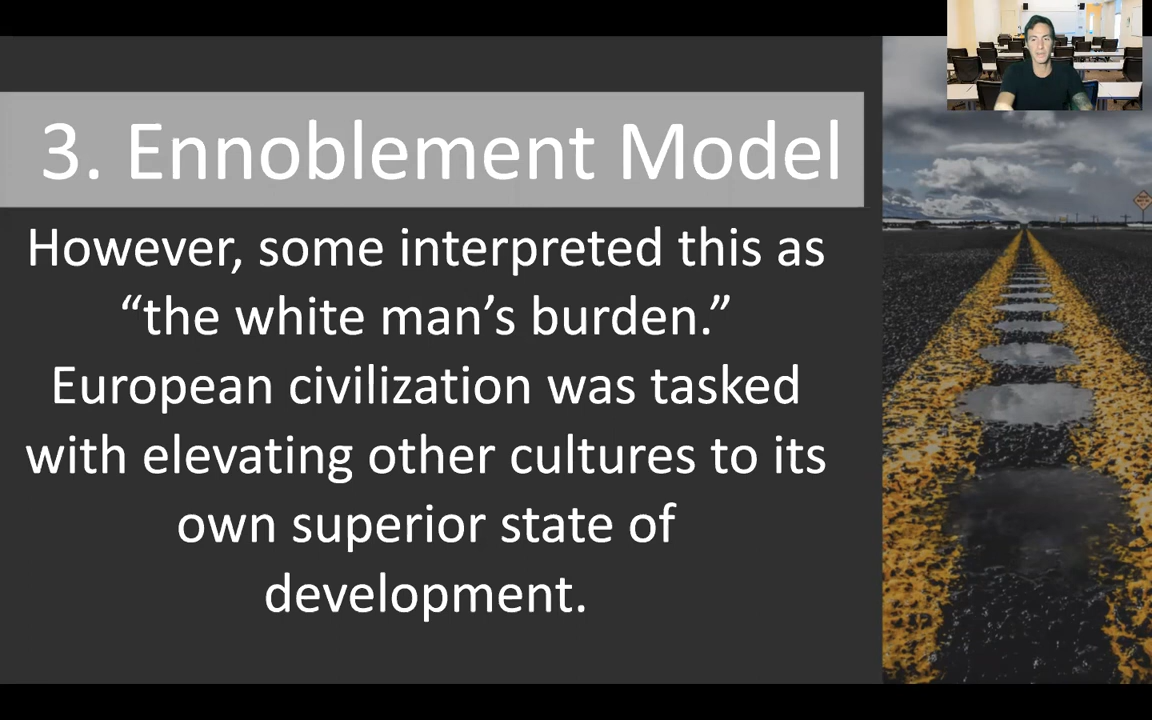 3. Ennoblement Model
However, some interpreted this as
“the white man’s burden.”
European civilization was tasked
with elevating other cultures to its
own superior state of
development.